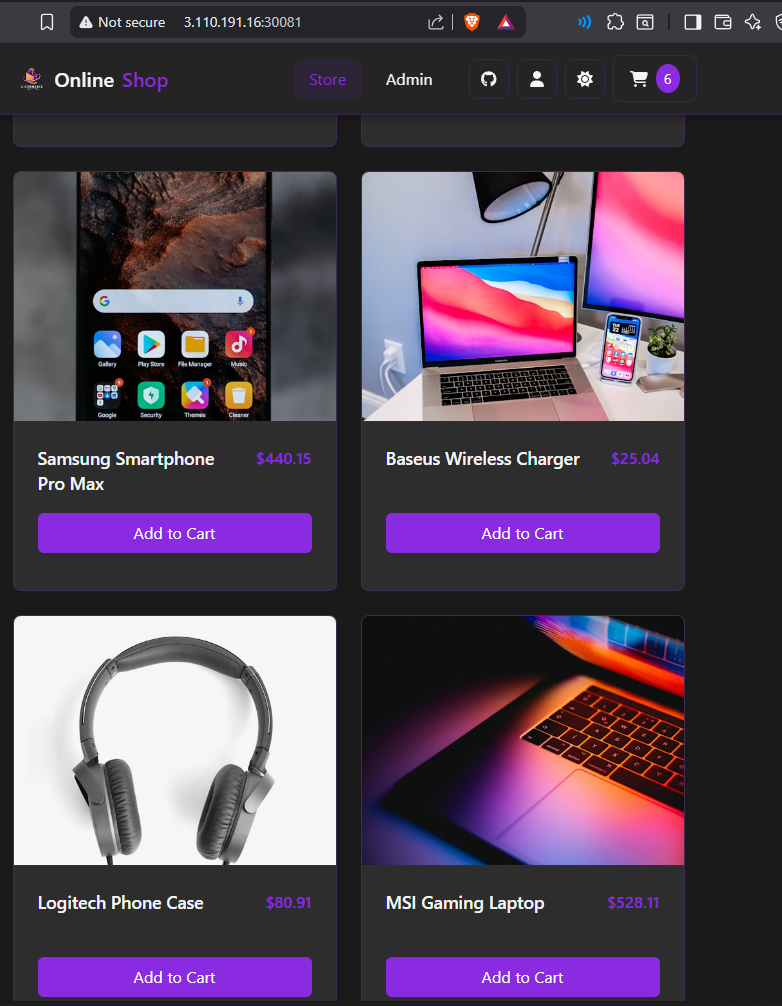 Not secure 3.110.191.16:30081
Online Shop
Store
Admin
6
Gallery Play Store File Manager Music
Google Security Themes Cleaner
Samsung Smartphone
Pro Max
$440.15
Add to Cart
Baseus Wireless Charger
$25.04
Add to Cart
Logitech Phone Case
$80.91
Add to Cart
MSI Gaming Laptop
$528.11
Add to Cart